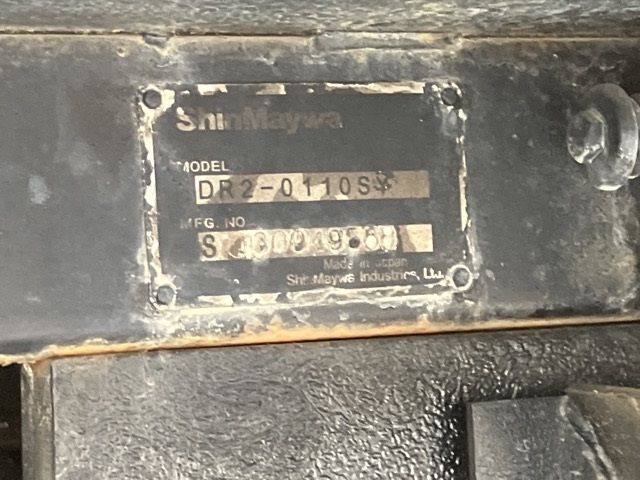 ShinMaywa
MODEL
DR2-0110S
MFG. NO.
Made in Japan
ShinMaywa Industries, Ltd.